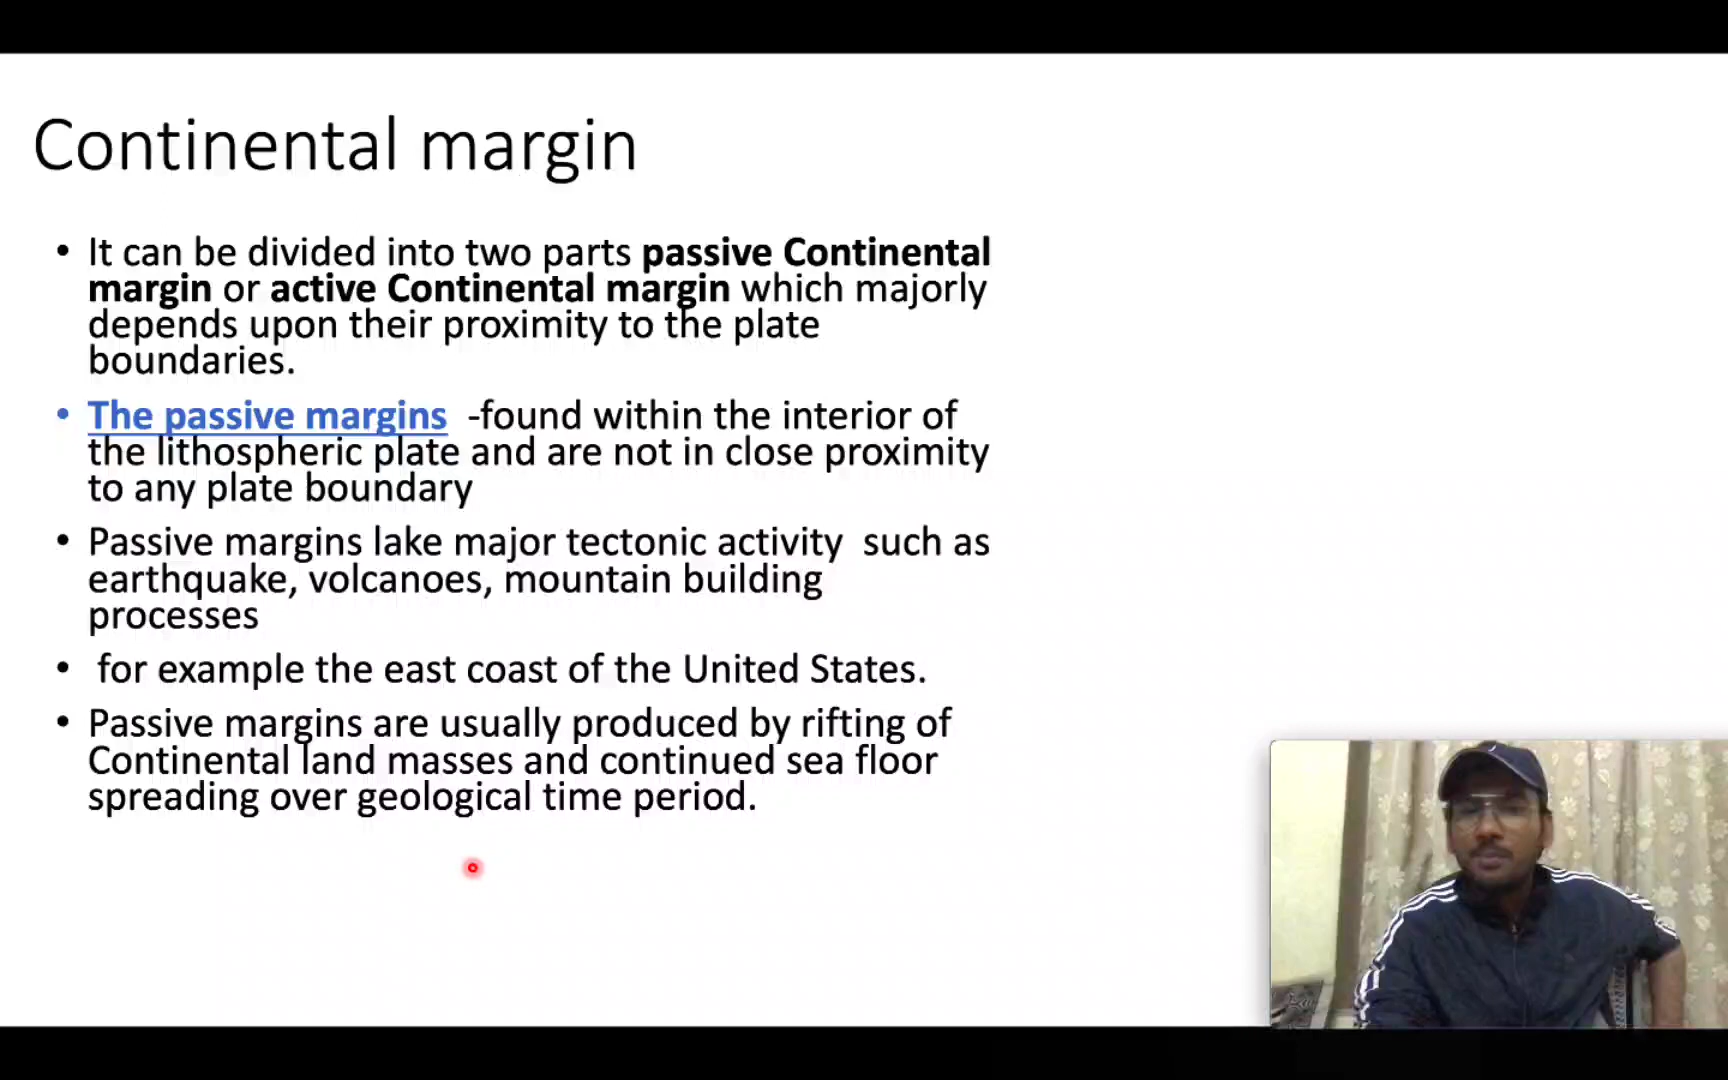 Continental margin
• It can be divided into two parts passive Continental
margin or active Continental margin which majorly
depends upon their proximity to the plate
boundaries.
• The passive margins -found within the interior of
the lithospheric plate and are not in close proximity
to any plate boundary
• Passive margins lake major tectonic activity such as
earthquake, volcanoes, mountain building
processes
• for example the east coast of the United States.
• Passive margins are usually produced by rifting of
Continental land masses and continued sea floor
spreading over geological time period.